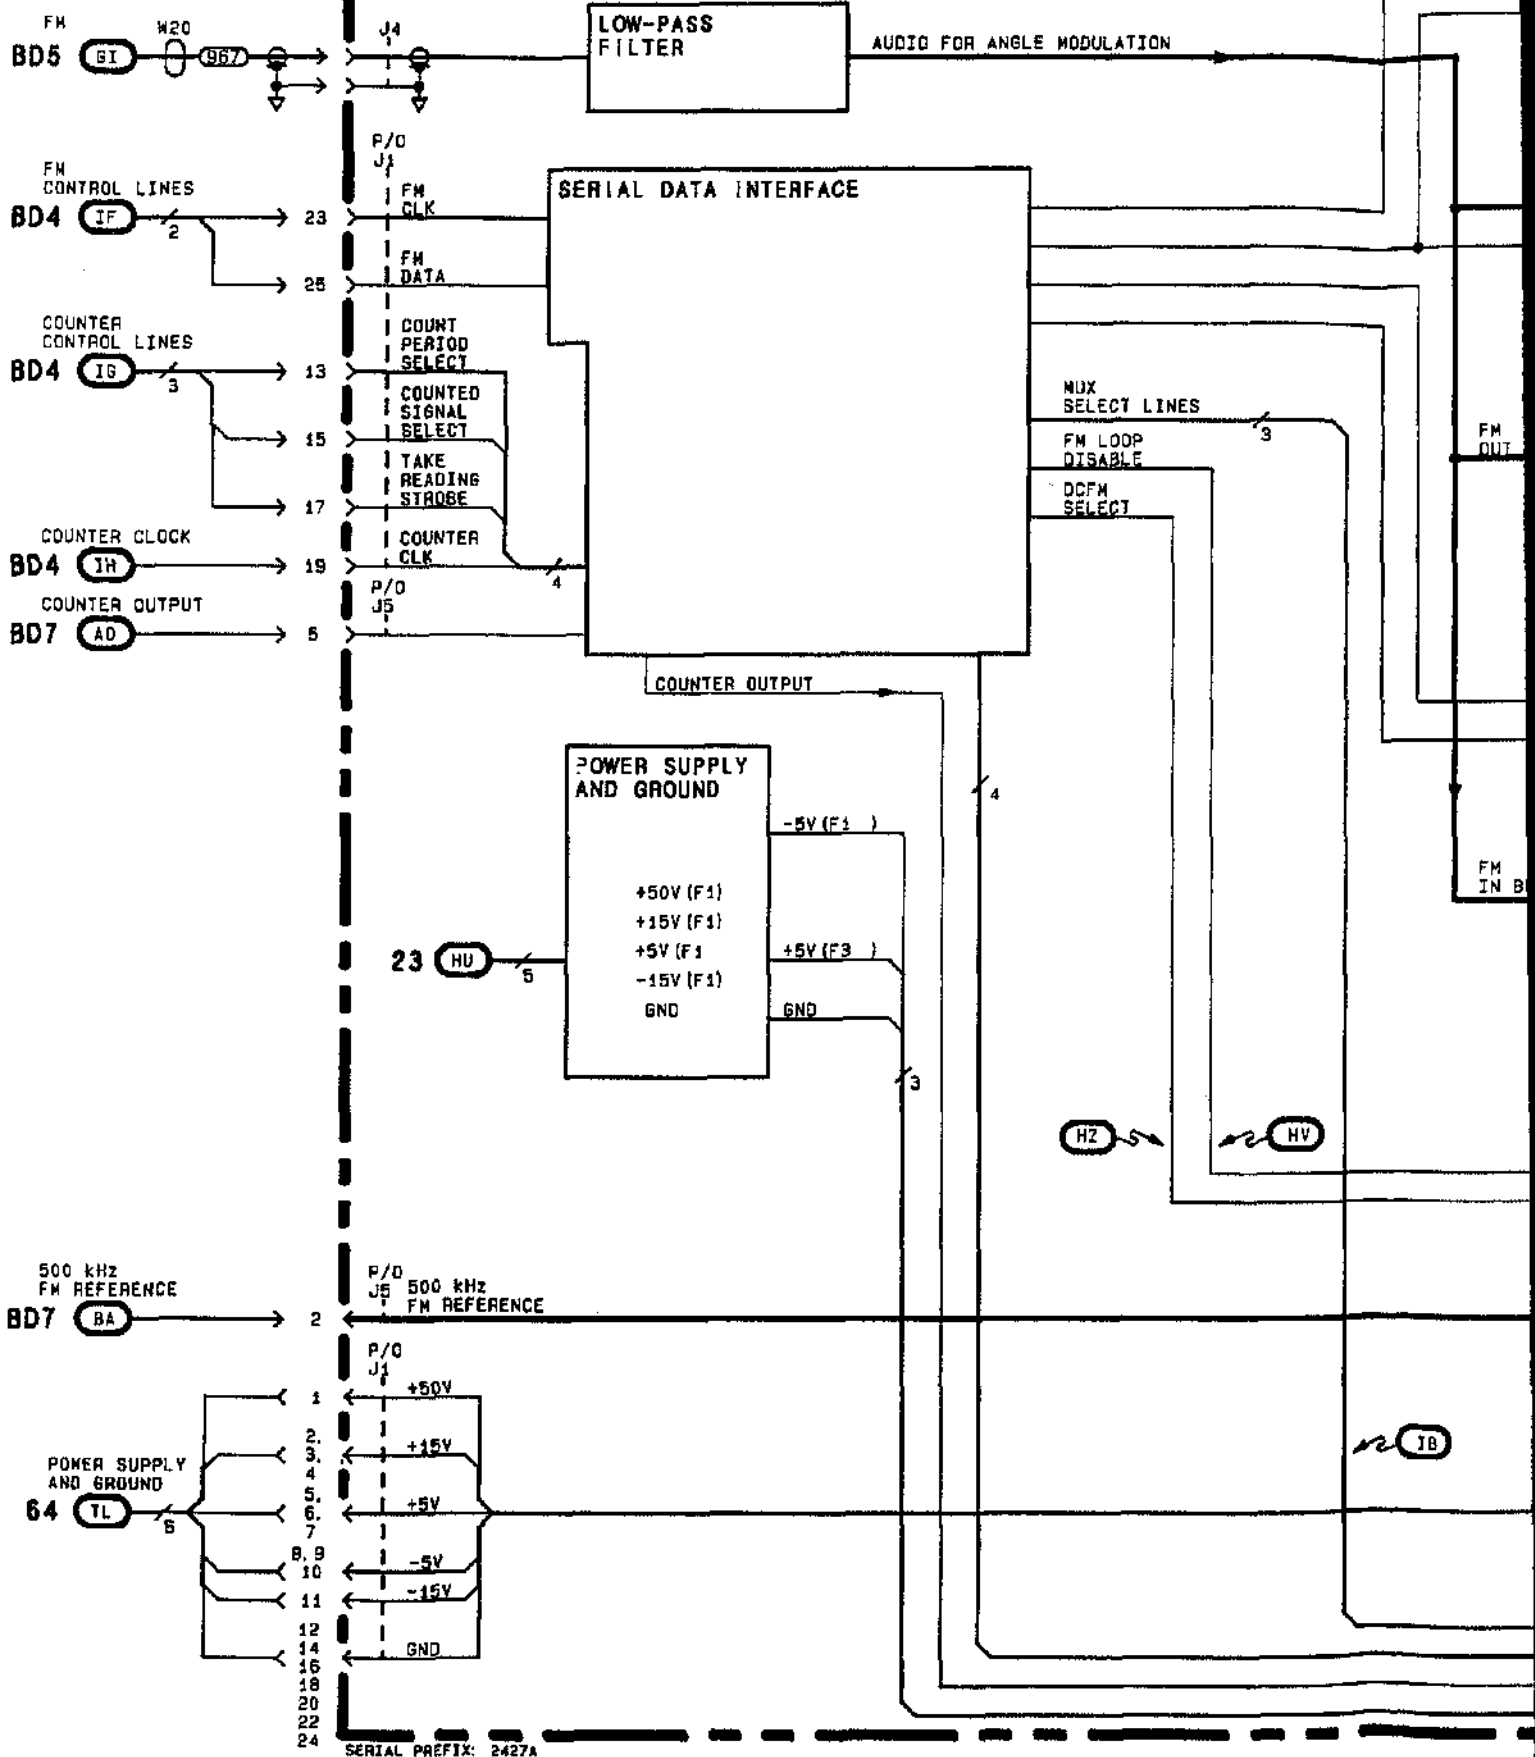 FM
W20
J4
BD5 GI 967
LOW-PASS
FILTER
AUDIO FOR ANGLE MODULATION
P/O
J1
FM
CONTROL LINES
BD4 IF 2 23
FM
CLK
SERIAL DATA INTERFACE
25
FM
DATA
COUNTER
CONTROL LINES
BD4 IG 3 13
COUNT
PERIOD
SELECT
15
COUNTED
SIGNAL
SELECT
17
TAKE
READING
STROBE
COUNTER CLOCK
BD4 IH 19
COUNTER
CLK
4
P/O
J5
COUNTER OUTPUT
BD7 AD 5
MUX
SELECT LINES
3
FM LOOP
DISABLE
DCFM
SELECT
FM
OUT
COUNTER OUTPUT
4
POWER SUPPLY
AND GROUND
-5V(F1 )
+50V(F1)
+15V(F1)
+5V(F1
-15V(F1)
GND
+5V(F3 )
GND
23 HU 5
3
FM
IN B
HZ
HV
500 kHz
FM REFERENCE
BD7 BA 2
P/O
J5
500 kHz
FM REFERENCE
P/O
J1
1 +50V
2,
3, +15V
4
5,
6, +5V
7
8,9
10 -5V
11 -15V
12
14 GND
16
18
20
22
24
POWER SUPPLY
AND GROUND
64 TL 6
IB
SERIAL PREFIX: 2427A